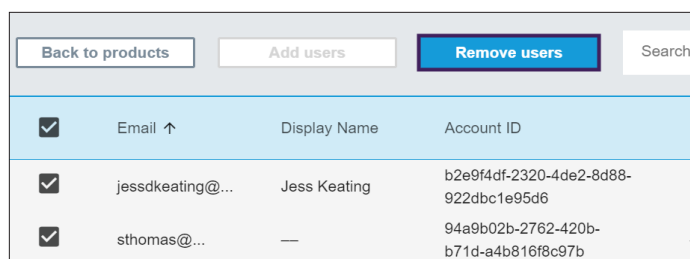 Back to products
Add users
Remove users
Search
Email ↑
Display Name
Account ID
jessdkeating@...
Jess Keating
b2e9f4df-2320-4de2-8d88-
922dbc1e95d6
sthomas@...
—
94a9b02b-2762-420b-
b71d-a4b816f8c97b